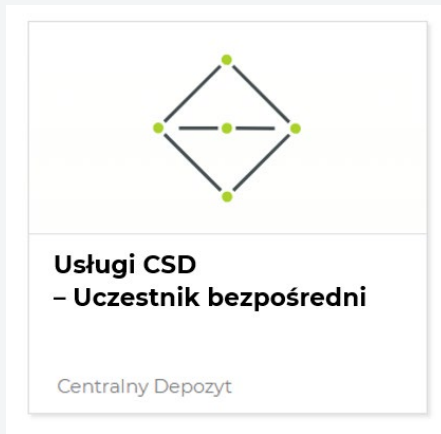 Usługi CSD
– Uczestnik bezpośredni
Centralny Depozyt